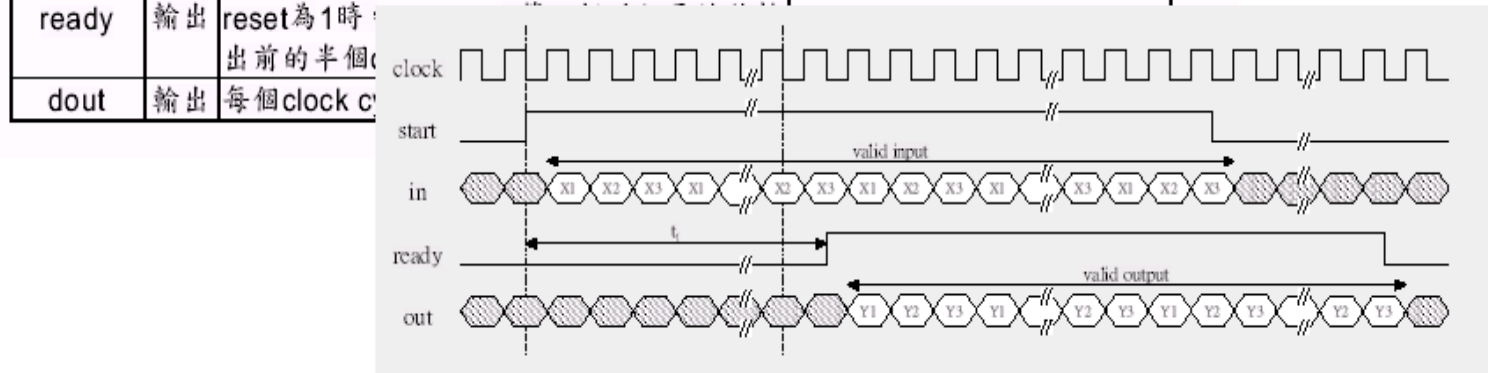 ready 輸出 reset為1時
出前的半個
dout 輸出 每個clock
clock
start
valid input
in X1 X2 X3 X1 X2 X3 X1 X2 X3 X1 X3 X1 X2 X3
ready
valid output
out Y1 Y2 Y3 Y1 Y2 Y3 Y1 Y2 Y3 Y2 Y3